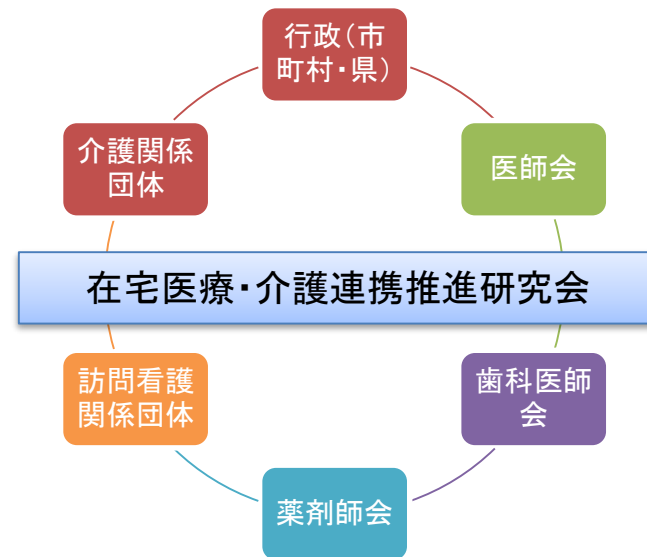 行政（市
町村・県）
介護関係
団体
医師会
在宅医療・介護連携推進研究会
訪問看護
関係団体
歯科医師
会
薬剤師会